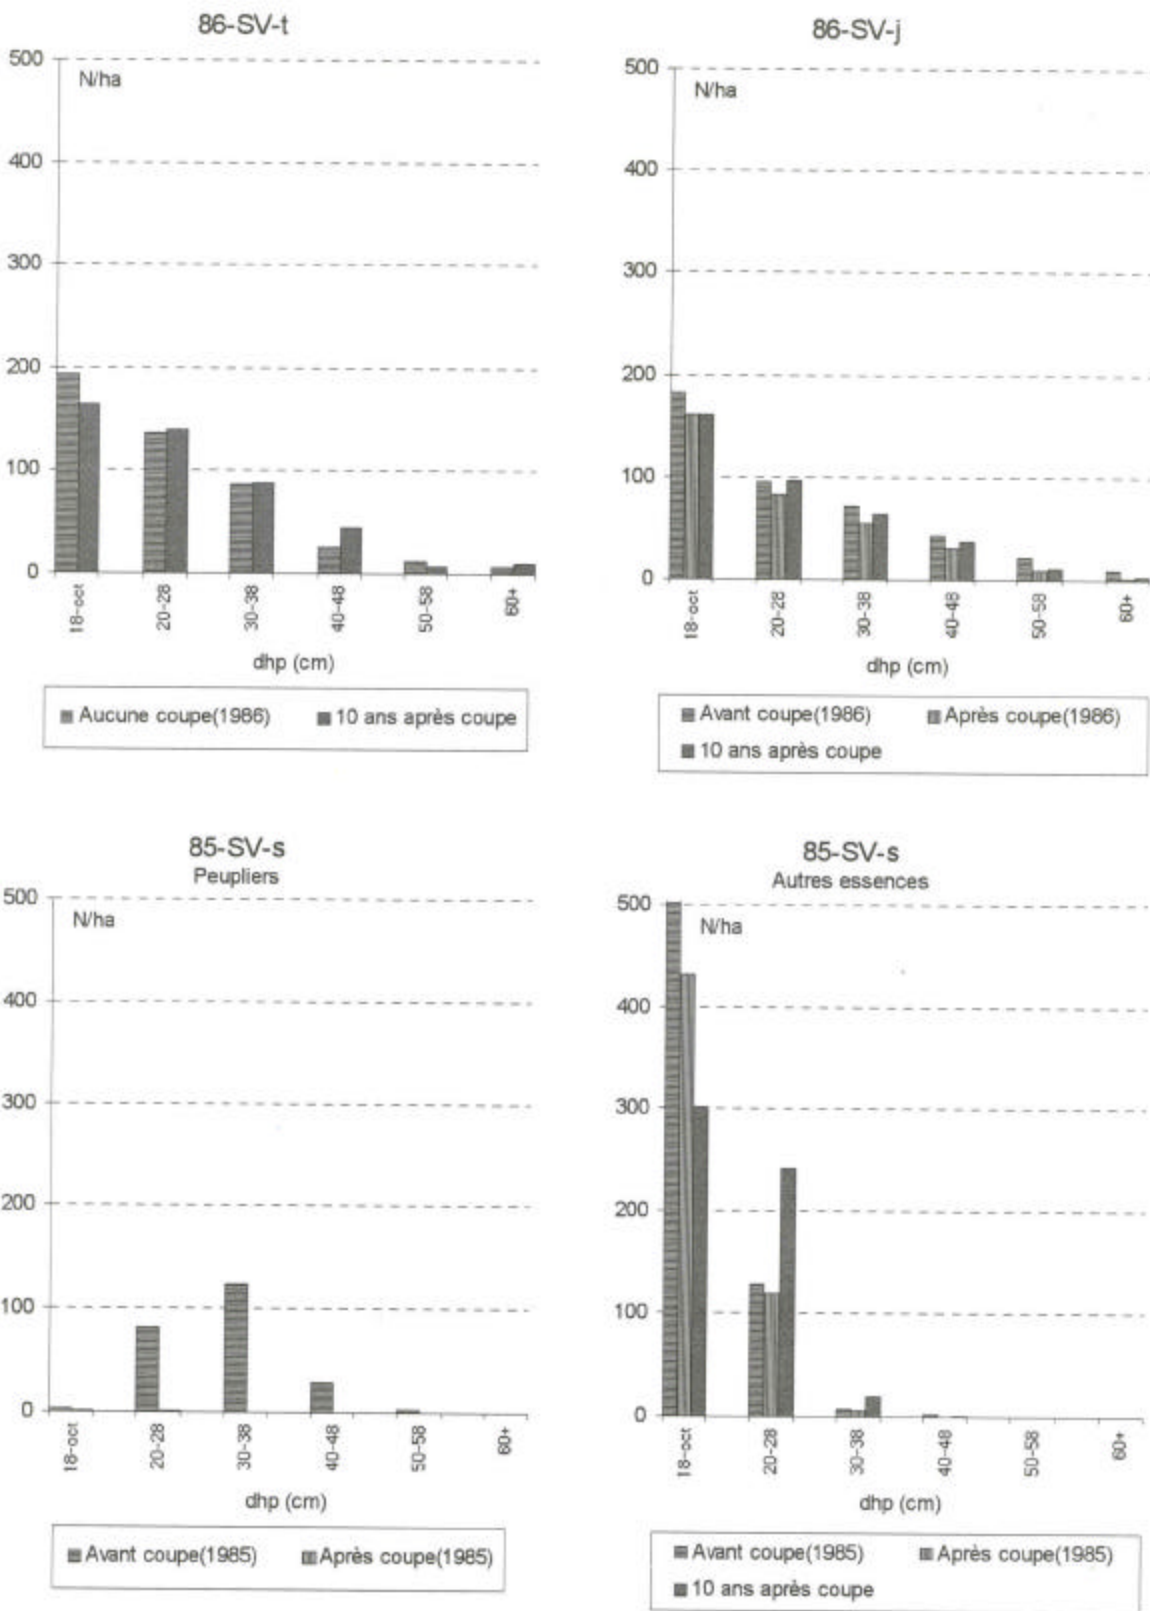 86-SV-t
500
N/ha
400
300
200
100
0
18-oct
20-28
30-38
40-48
50-58
60+
dhp (cm)
Aucune coupe(1986)
10 ans après coupe
86-SV-j
500
N/ha
400
300
200
100
0
18-oct
20-28
30-38
40-48
50-58
60+
dhp (cm)
Avant coupe(1986)
Après coupe(1986)
10 ans après coupe
85-SV-s
Peupliers
500
N/ha
400
300
200
100
0
18-oct
20-28
30-38
40-48
50-58
60+
dhp (cm)
Avant coupe(1985)
Après coupe(1985)
85-SV-s
Autres essences
500
N/ha
400
300
200
100
0
18-oct
20-28
30-38
40-48
50-58
60+
dhp (cm)
Avant coupe(1985)
Après coupe(1985)
10 ans après coupe